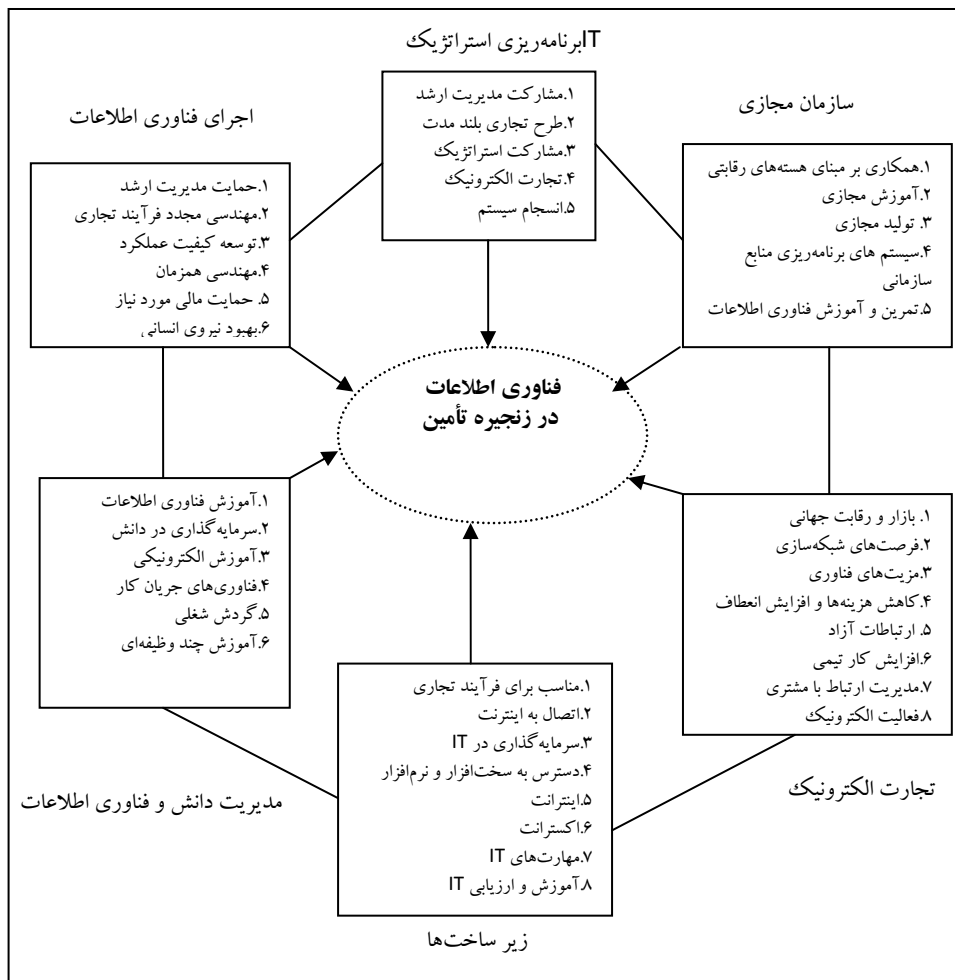 برنامه‌ریزی استراتژیک IT
۱.مشارکت مدیریت ارشد
۲.طرح تجاری بلند مدت
۳.مشارکت استراتژیک
۴.تجارت الکترونیک
۵.انسجام سیستم
سازمان مجازی
۱.همکاری بر مبنای هسته‌های رقابتی
۲.آموزش مجازی
۳. تولید مجازی
۴.سیستم های برنامه‌ریزی منابع
سازمانی
۵.تمرین و آموزش فناوری اطلاعات
اجرای فناوری اطلاعات
۱.حمایت مدیریت ارشد
۲.مهندسی مجدد فرآیند تجاری
۳.توسعه کیفیت عملکرد
۴.مهندسی همزمان
۵. حمایت مالی مورد نیاز
۶.بهبود نیروی انسانی
فناوری اطلاعات
در زنجیره تأمین
۱. بازار و رقابت جهانی
۲.فرصت‌های شبکه‌سازی
۳.مزیت‌های فناوری
۴.کاهش هزینه‌ها و افزایش انعطاف
۵. ارتباطات آزاد
۶.افزایش کار تیمی
۷.مدیریت ارتباط با مشتری
۸.فعالیت الکترونیک
تجارت الکترونیک
۱.آموزش فناوری اطلاعات
۲.سرمایه‌گذاری در دانش
۳.آموزش الکترونیکی
۴.فناوری‌های جریان کار
۵.گردش شغلی
۶.آموزش چند وظیفه‌ای
مدیریت دانش و فناوری اطلاعات
۱.مناسب برای فرآیند تجاری
۲.اتصال به اینترنت
۳.سرمایه‌گذاری در IT
۴.دسترس به سخت‌افزار و نرم‌افزار
۵.اینترانت
۶.اکسترانت
۷.مهارت‌های IT
۸.آموزش و ارزیابی IT
زیر ساخت‌ها